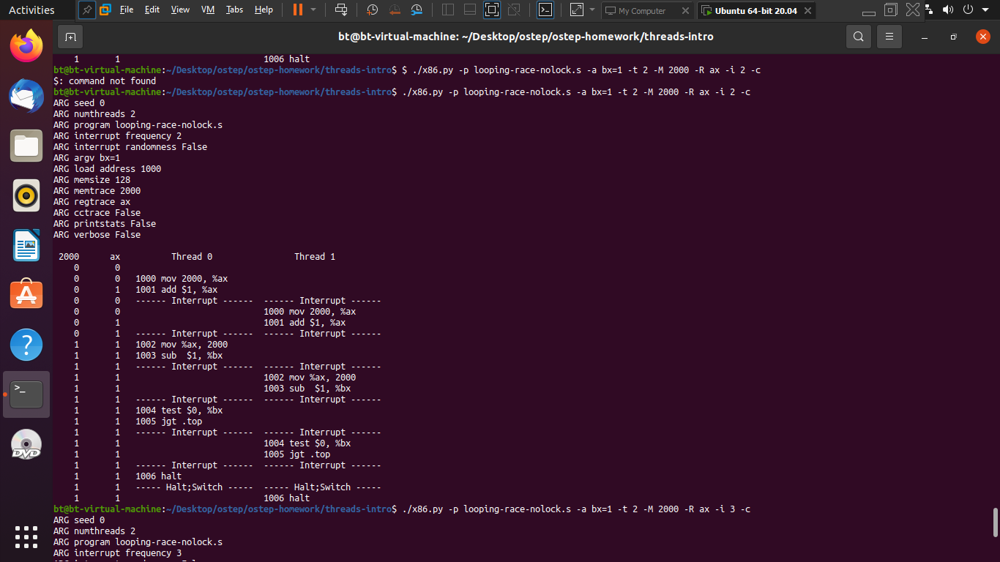 Activities File Edit View VM Tabs Help My Computer Ubuntu 64-bit 20.04
bt@bt-virtual-machine: ~/Desktop/ostep/ostep-homework/threads-intro
1 1 1006 halt
bt@bt-virtual-machine:~/Desktop/ostep/ostep-homework/threads-intro$ $ ./x86.py -p looping-race-nolock.s -a bx=1 -t 2 -M 2000 -R ax -i 2 -c
$: command not found
bt@bt-virtual-machine:~/Desktop/ostep/ostep-homework/threads-intro$ ./x86.py -p looping-race-nolock.s -a bx=1 -t 2 -M 2000 -R ax -i 2 -c
ARG seed 0
ARG numthreads 2
ARG program looping-race-nolock.s
ARG interrupt frequency 2
ARG interrupt randomness False
ARG argv bx=1
ARG load address 1000
ARG memsize 128
ARG memtrace 2000
ARG regtrace ax
ARG cctrace False
ARG printstats False
ARG verbose False
2000 ax Thread 0 Thread 1
0 0
0 0 1000 mov 2000, %ax
0 1 1001 add $1, %ax
0 0 ------ Interrupt ------ ------ Interrupt ------
0 0 1000 mov 2000, %ax
0 1 1001 add $1, %ax
0 1 ------ Interrupt ------ ------ Interrupt ------
1 1 1002 mov %ax, 2000
1 1 1003 sub  $1, %bx
1 1 ------ Interrupt ------ ------ Interrupt ------
1 1 1002 mov %ax, 2000
1 1 1003 sub  $1, %bx
1 1 ------ Interrupt ------ ------ Interrupt ------
1 1 1004 test $0, %bx
1 1 1005 jgt .top
1 1 ------ Interrupt ------ ------ Interrupt ------
1 1 1004 test $0, %bx
1 1 1005 jgt .top
1 1 ------ Interrupt ------ ------ Interrupt ------
1 1 1006 halt
1 1 ----- Halt;Switch ----- ----- Halt;Switch -----
1 1 1006 halt
bt@bt-virtual-machine:~/Desktop/ostep/ostep-homework/threads-intro$ ./x86.py -p looping-race-nolock.s -a bx=1 -t 2 -M 2000 -R ax -i 3 -c
ARG seed 0
ARG numthreads 2
ARG program looping-race-nolock.s
ARG interrupt frequency 3
DVD